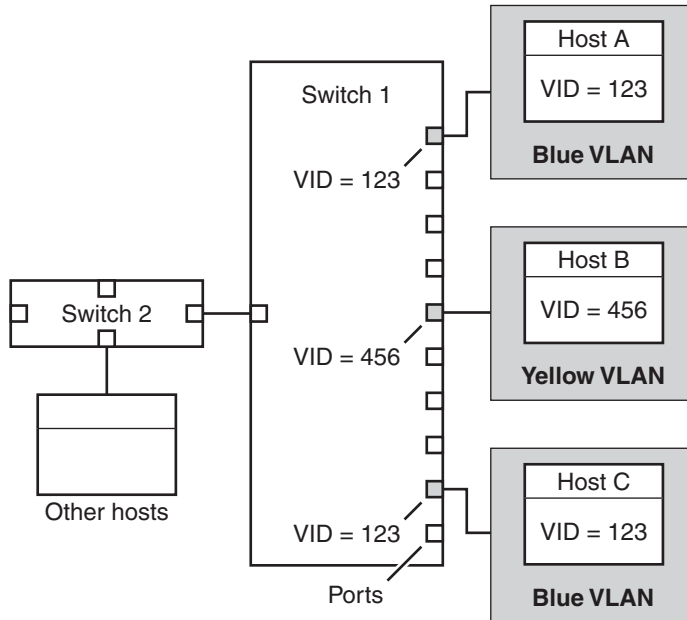 Switch 1
VID = 123
VID = 456
VID = 123
Ports
Switch 2
Other hosts
Host A
VID = 123
Blue VLAN
Host B
VID = 456
Yellow VLAN
Host C
VID = 123
Blue VLAN